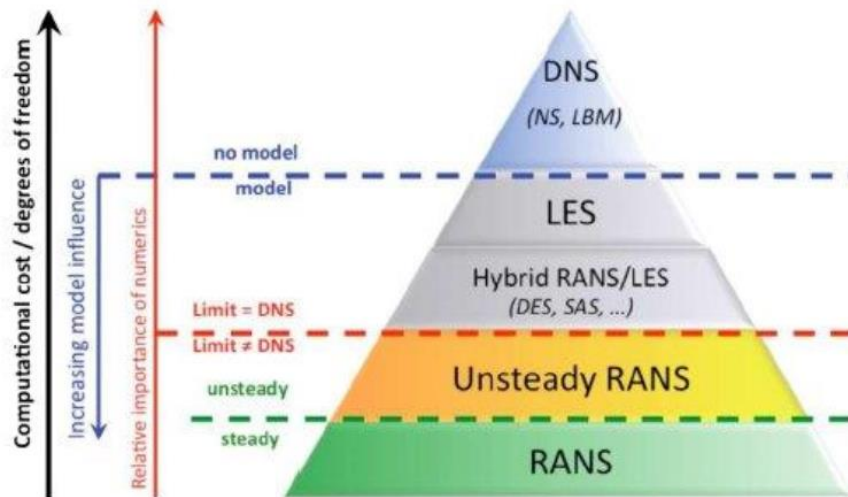 Computational cost / degrees of freedom
Increasing model influence
Relative importance of numerics
no model
model
Limit = DNS
Limit ≠ DNS
unsteady
steady
DNS
(NS, LBM)
LES
Hybrid RANS/LES
(DES, SAS, ...)
Unsteady RANS
RANS